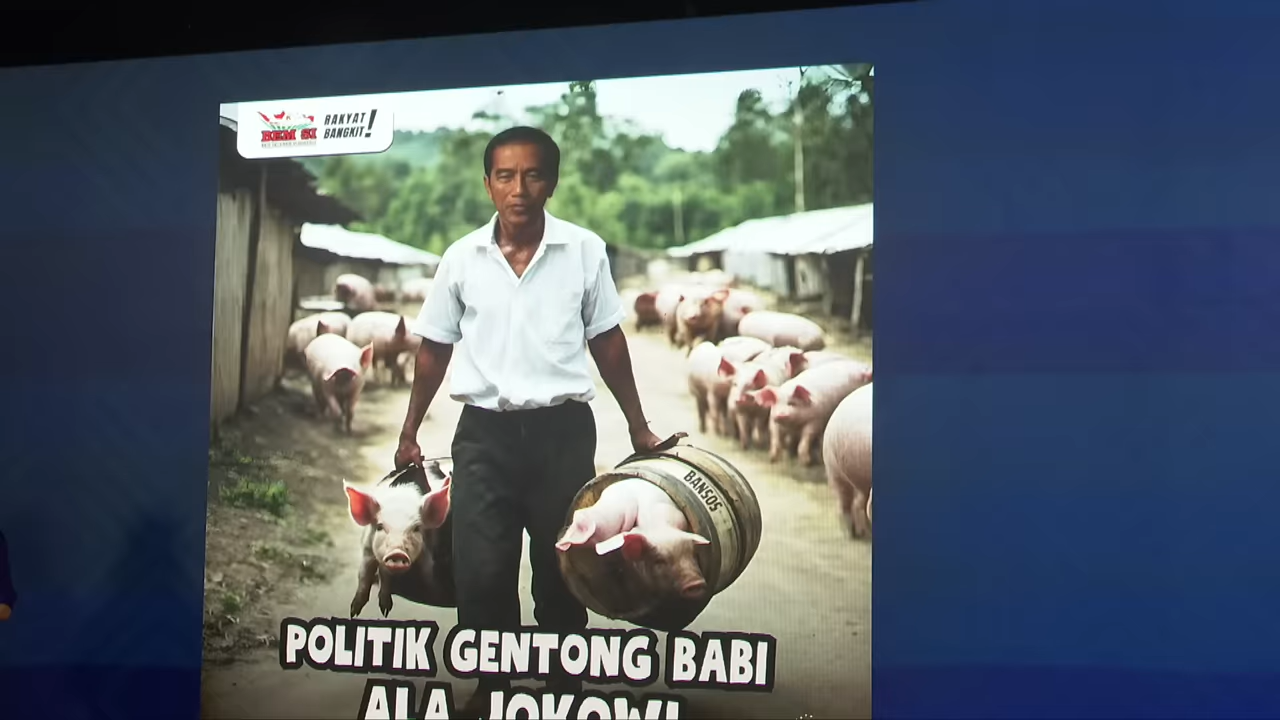 BEM SI
RAKYAT
BANGKIT!
BANSOS
POLITIK GENTONG BABI
ALA JOKOWI